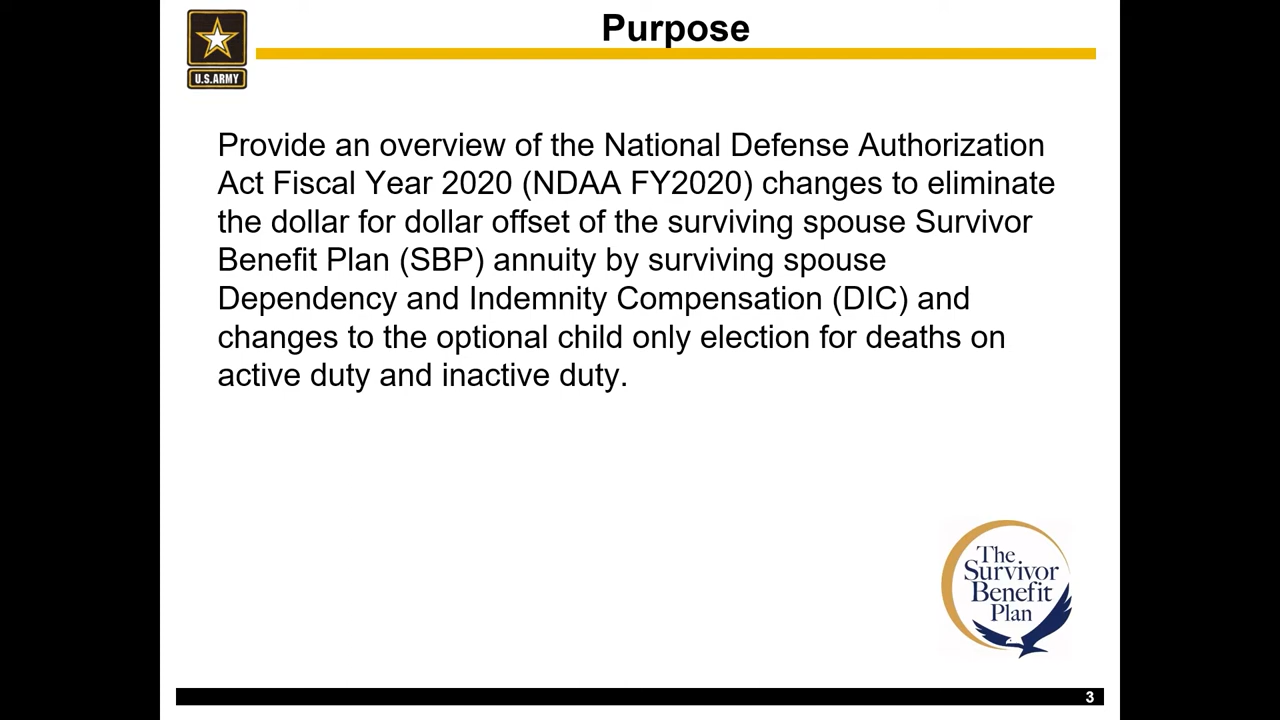 Purpose
U.S.ARMY
Provide an overview of the National Defense Authorization
Act Fiscal Year 2020 (NDAA FY2020) changes to eliminate
the dollar for dollar offset of the surviving spouse Survivor
Benefit Plan (SBP) annuity by surviving spouse
Dependency and Indemnity Compensation (DIC) and
changes to the optional child only election for deaths on
active duty and inactive duty.
The
Survivor
Benefit
Plan
3